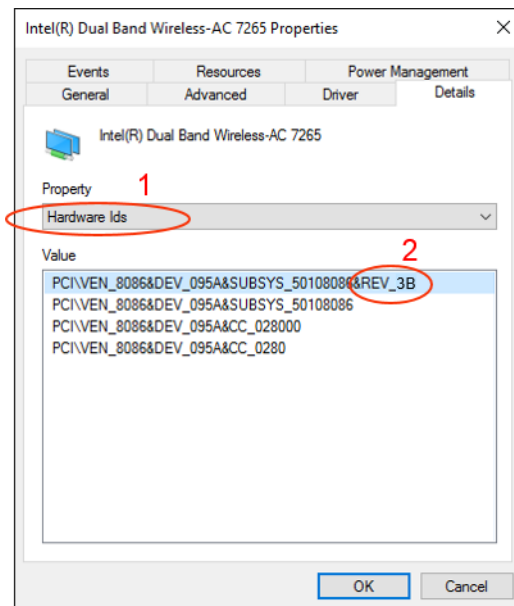 Intel(R) Dual Band Wireless-AC 7265 Properties
Events Resources Power Management
General Advanced Driver Details
Intel(R) Dual Band Wireless-AC 7265
1
Property
Hardware Ids
2
Value
PCI\VEN_8086&DEV_095A&SUBSYS_50108086&REV_3B
PCI\VEN_8086&DEV_095A&SUBSYS_50108086
PCI\VEN_8086&DEV_095A&CC_028000
PCI\VEN_8086&DEV_095A&CC_0280
OK Cancel